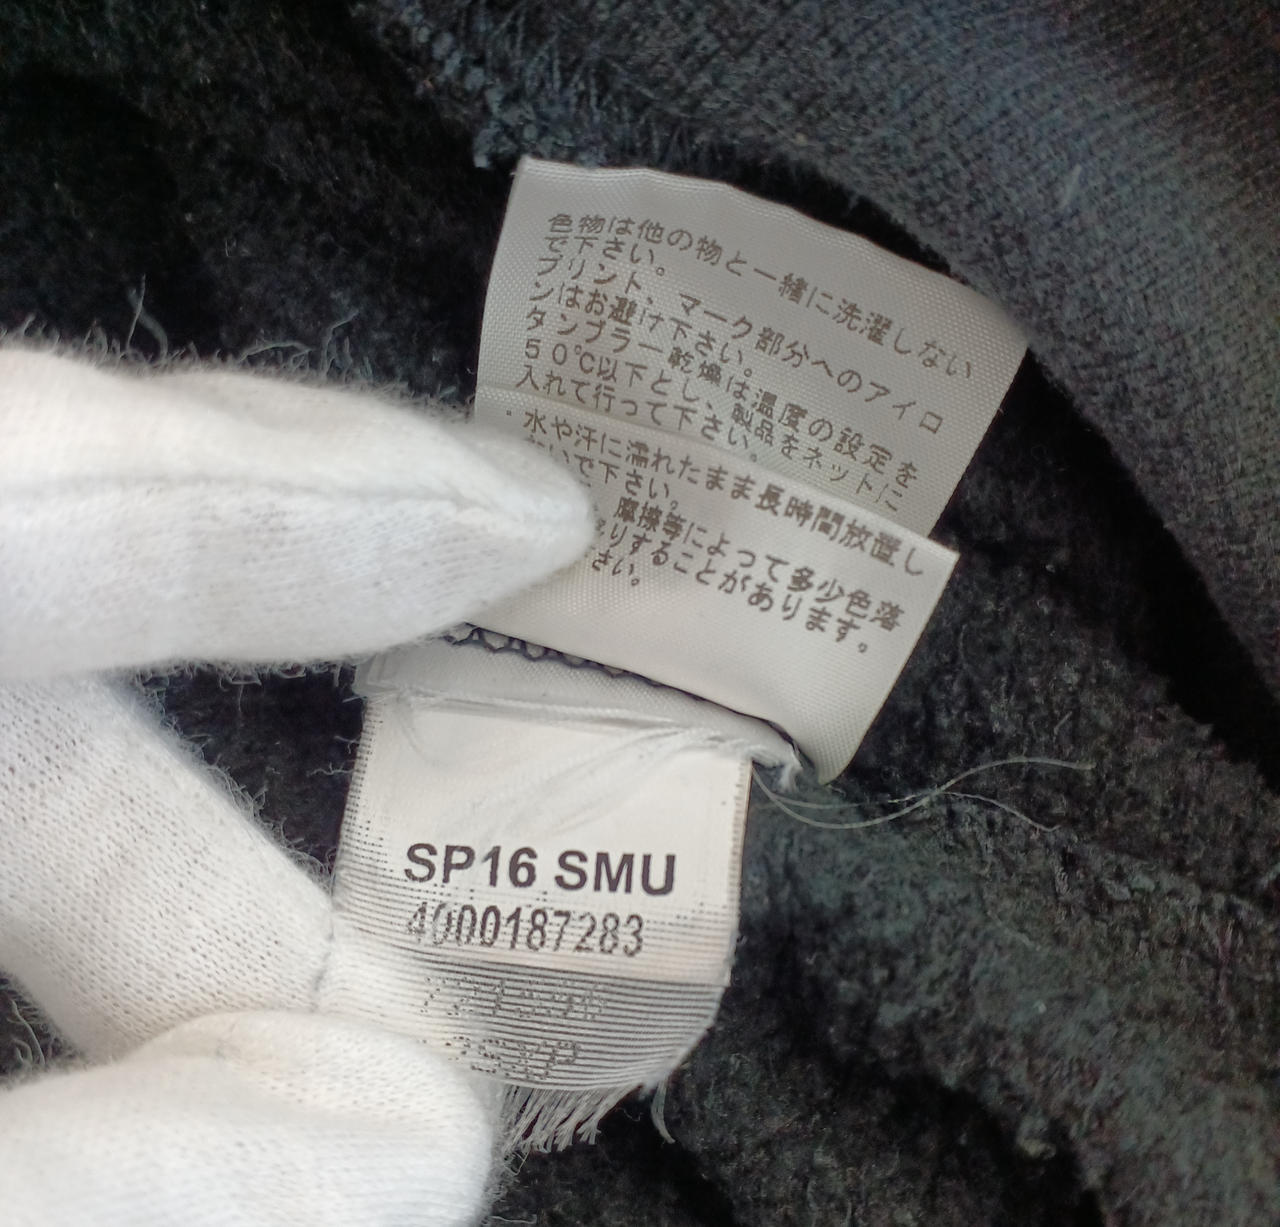 色物は他の物と一緒に洗濯しない
で下さい。
プリント、マーク部分へのアイロ
ンはお避け下さい。
タンブラー乾燥は温度の設定を
50℃以下とし、製品をネットに
入れて行って下さい。
水や汗に濡れたまま長時間放置し
いで下さい。
摩擦等によって多少色落
りすることがあります。
さい。
SP16 SMU
4000187283